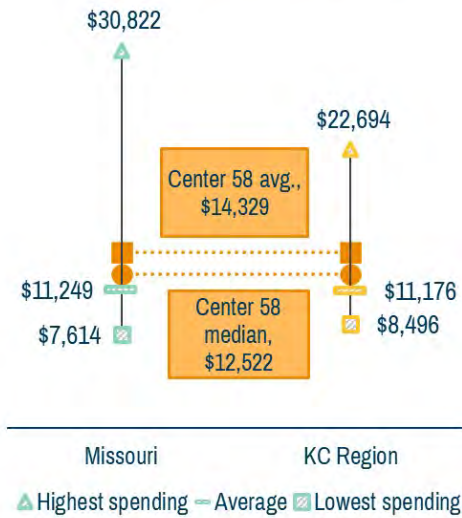 $30,822
$22,694
Center 58 avg.,
$14,329
$11,249
$11,176
Center 58
median,
$12,522
$7,614
$8,496
Missouri
KC Region
Highest spending
Average
Lowest spending